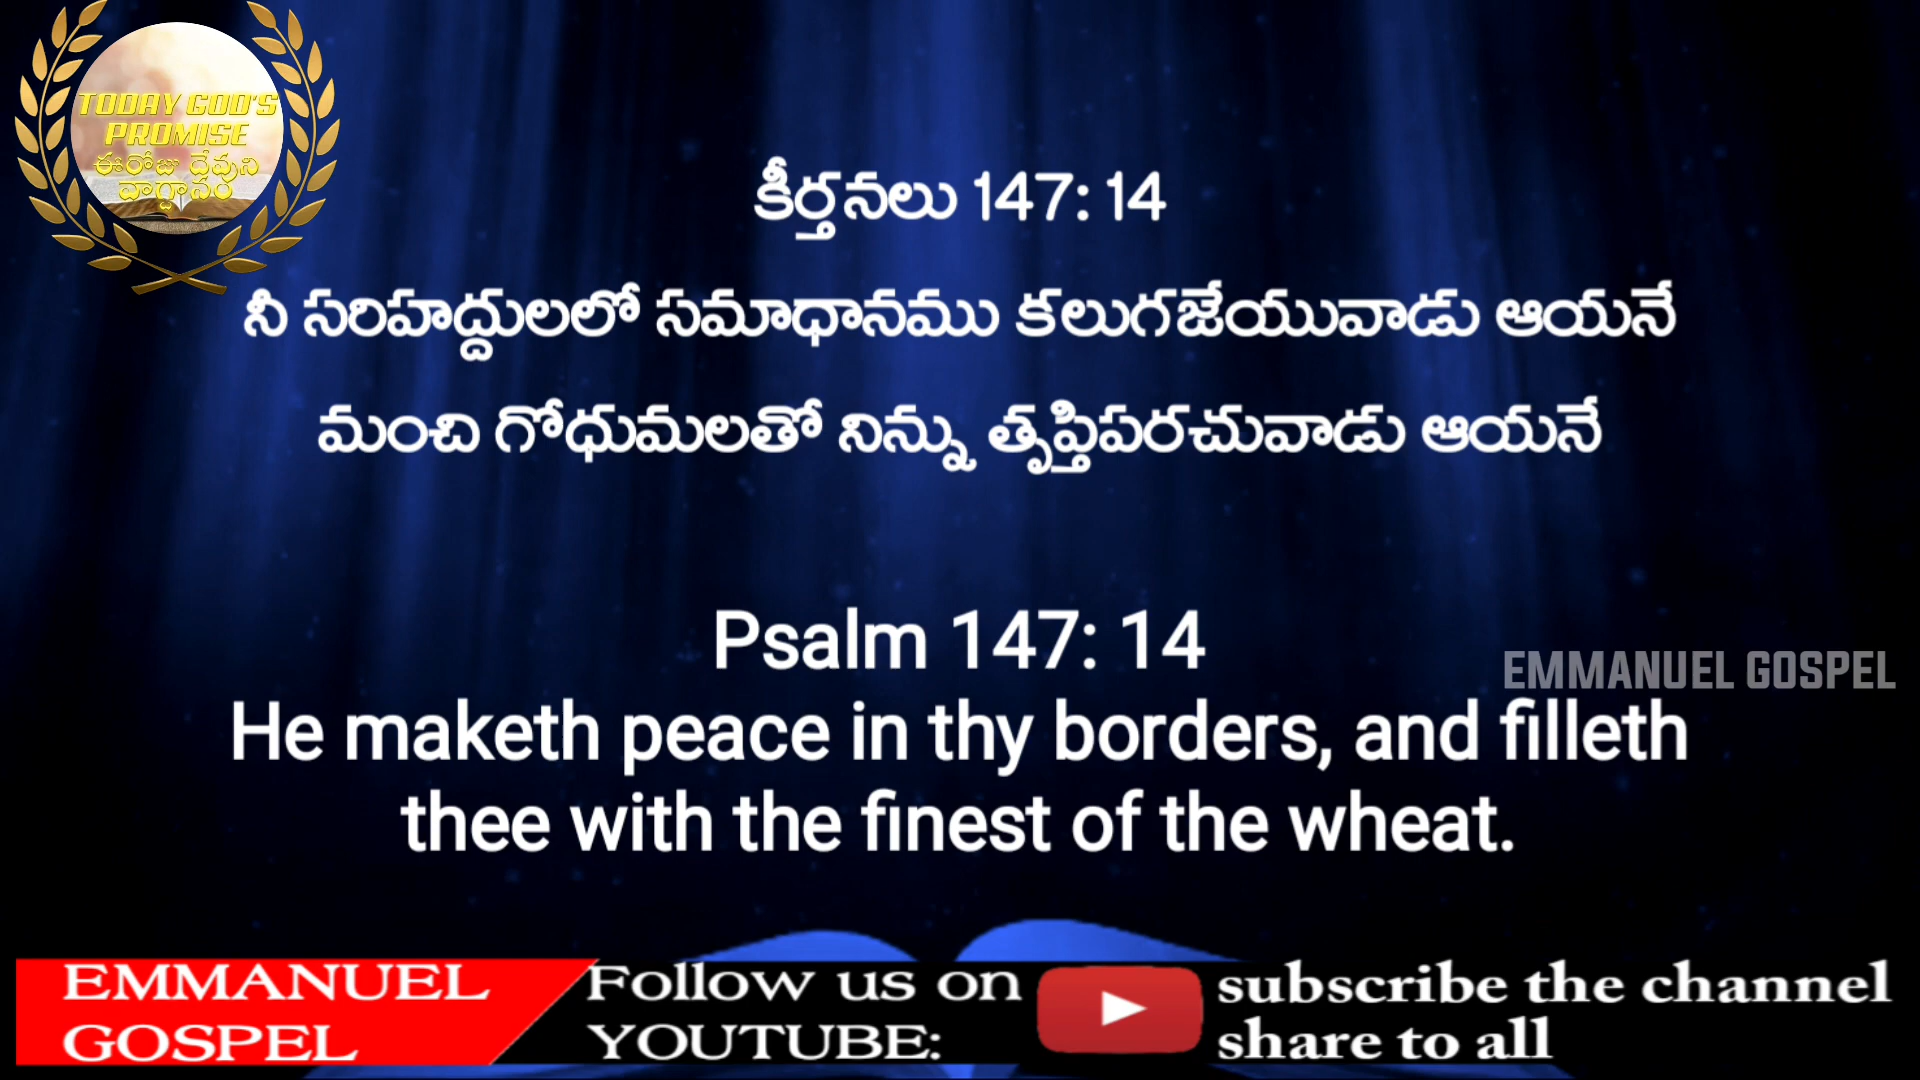 TODAY GOD'S
PROMISE
ఈరోజు దేవుని
వాగ్దానం
కీర్తనలు 147: 14
నీ సరిహద్దులలో సమాధానము కలుగజేయువాడు ఆయనే
మంచి గోధుమలతో నిన్ను తృప్తిపరచువాడు ఆయనే
Psalm 147: 14
EMMANUEL GOSPEL
He maketh peace in thy borders, and filleth
thee with the finest of the wheat.
EMMANUEL
GOSPEL
Follow us on
YOUTUBE:
subscribe the channel
share to all